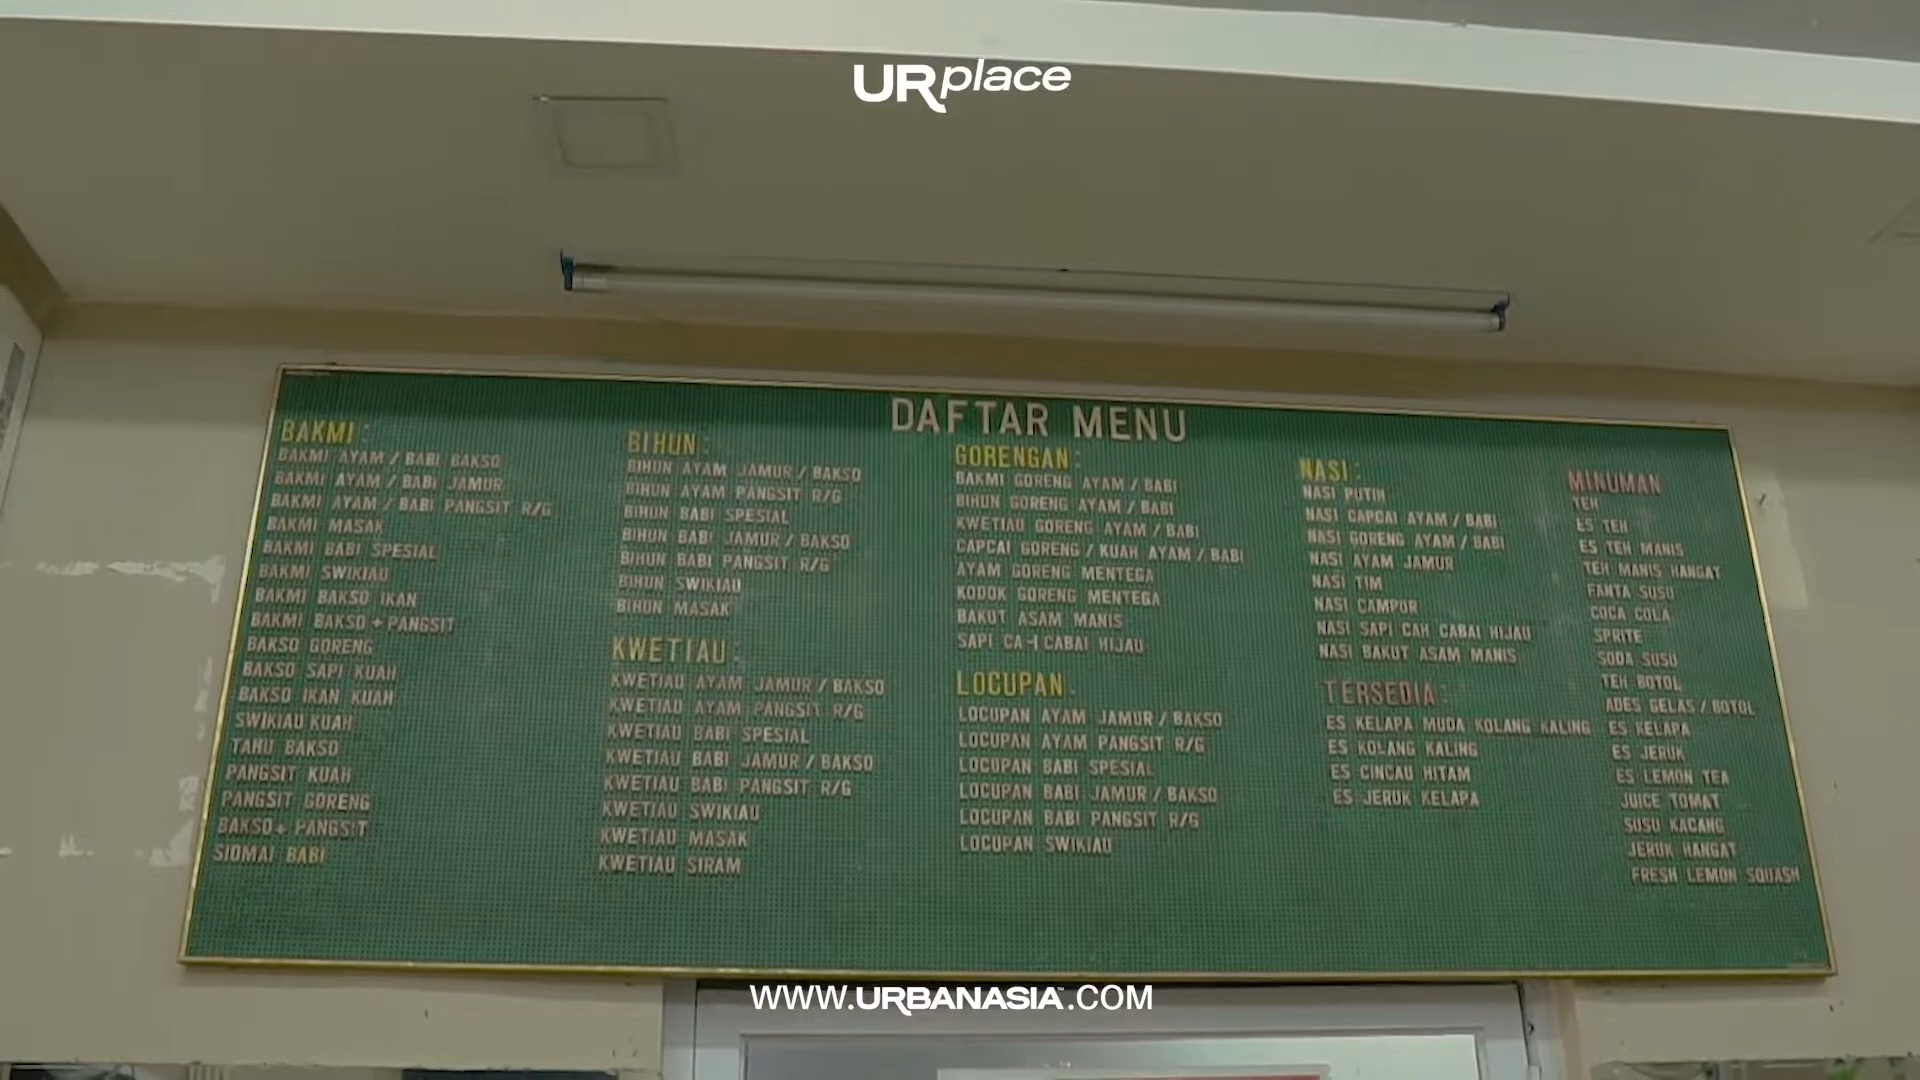 URplace
DAFTAR MENU
BAKMI :
BAKMI AYAM / BABI BAKSO
BAKMI AYAM / BABI JAMUR
BAKMI AYAM / BABI PANGSIT R/G
BAKMI MASAK
BAKMI BABI SPESIAL
BAKMI SWIKIAU
BAKMI BAKSO IKAN
BAKMI BAKSO + PANGSIT
BAKSO GORENG
BAKSO SAPI KUAH
BAKSO IKAN KUAH
SWIKIAU KUAH
TAHU BAKSO
PANGSIT KUAH
PANGSIT GORENG
BAKSO + PANGSIT
SIOMAI BABI
BIHUN :
BIHUN AYAM JAMUR / BAKSO
BIHUN AYAM PANGSIT R/G
BIHUN BABI SPESIAL
BIHUN BABI JAMUR / BAKSO
BIHUN BABI PANGSIT R/G
BIHUN SWIKIAU
BIHUN MASAK
KWETIAU :
KWETIAU AYAM JAMUR / BAKSO
KWETIAU AYAM PANGSIT R/G
KWETIAU BABI SPESIAL
KWETIAU BABI JAMUR / BAKSO
KWETIAU BABI PANGSIT R/G
KWETIAU SWIKIAU
KWETIAU MASAK
KWETIAU SIRAM
GORENGAN :
BAKMI GORENG AYAM / BABI
BIHUN GORENG AYAM / BABI
KWETIAU GORENG AYAM / BABI
CAPCAI GORENG / KUAH AYAM / BABI
AYAM GORENG MENTEGA
KODOK GORENG MENTEGA
BAKUT ASAM MANIS
SAPI CA-I CABAI HIJAU
LOCUPAN :
LOCUPAN AYAM JAMUR / BAKSO
LOCUPAN AYAM PANGSIT R/G
LOCUPAN BABI SPESIAL
LOCUPAN BABI JAMUR / BAKSO
LOCUPAN BABI PANGSIT R/G
LOCUPAN SWIKIAU
NASI :
NASI PUTIH
NASI CAPCAI AYAM / BABI
NASI GORENG AYAM / BABI
NASI AYAM JAMUR
NASI TIM
NASI CAMPUR
NASI SAPI CAH CABAI HIJAU
NASI BAKUT ASAM MANIS
TERSEDIA :
ES KELAPA MUDA KOLANG KALING
ES KOLANG KALING
ES CINCAU HITAM
ES JERUK KELAPA
MINUMAN
TEH
ES TEH
ES TEH MANIS
TEH MANIS HANGAT
FANTA SUSU
COCA COLA
SPRITE
SODA SUSU
TEH BOTOL
ADES GELAS / BOTOL
ES KELAPA
ES JERUK
ES LEMON TEA
JUICE TOMAT
SUSU KACANG
JERUK HANGAT
FRESH LEMON SQUASH
WWW.URBANASIA.COM